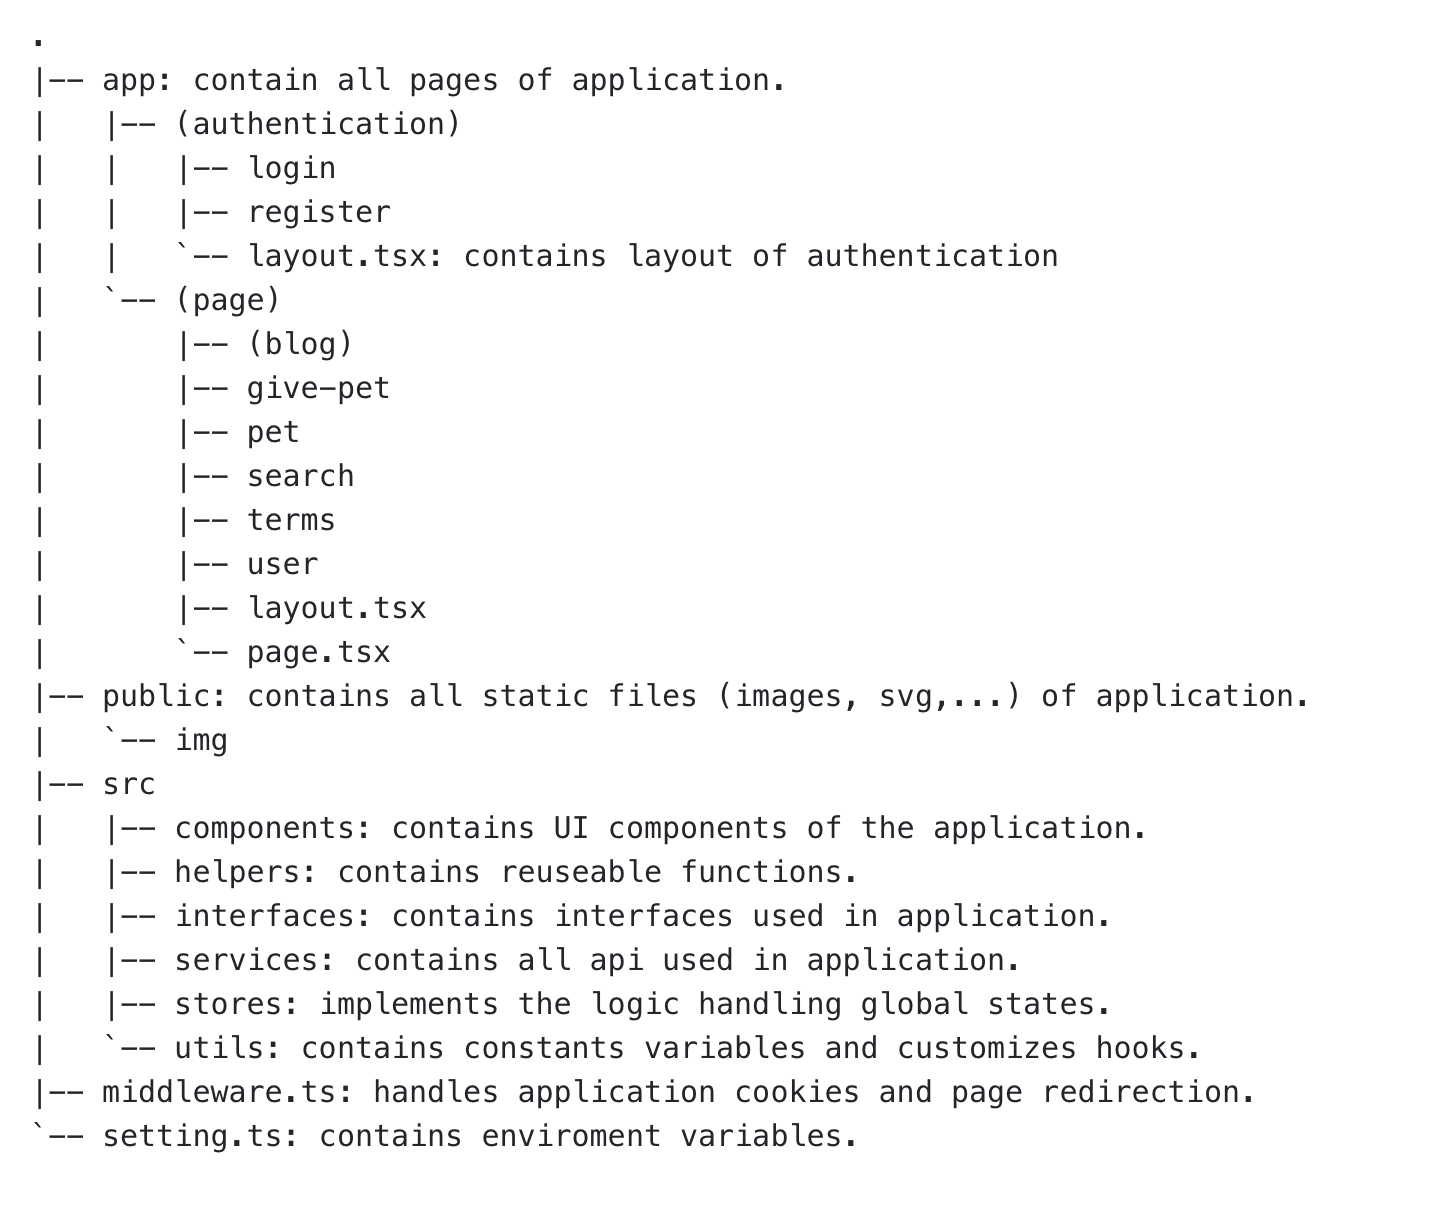 .
|-- app: contain all pages of application.
|   |-- (authentication)
|   |   |-- login
|   |   |-- register
|   |   `-- layout.tsx: contains layout of authentication
|   `-- (page)
|       |-- (blog)
|       |-- give-pet
|       |-- pet
|       |-- search
|       |-- terms
|       |-- user
|       |-- layout.tsx
|       `-- page.tsx
|-- public: contains all static files (images, svg,...) of application.
|   `-- img
|-- src
|   |-- components: contains UI components of the application.
|   |-- helpers: contains reuseable functions.
|   |-- interfaces: contains interfaces used in application.
|   |-- services: contains all api used in application.
|   |-- stores: implements the logic handling global states.
|   `-- utils: contains constants variables and customizes hooks.
|-- middleware.ts: handles application cookies and page redirection.
`-- setting.ts: contains enviroment variables.